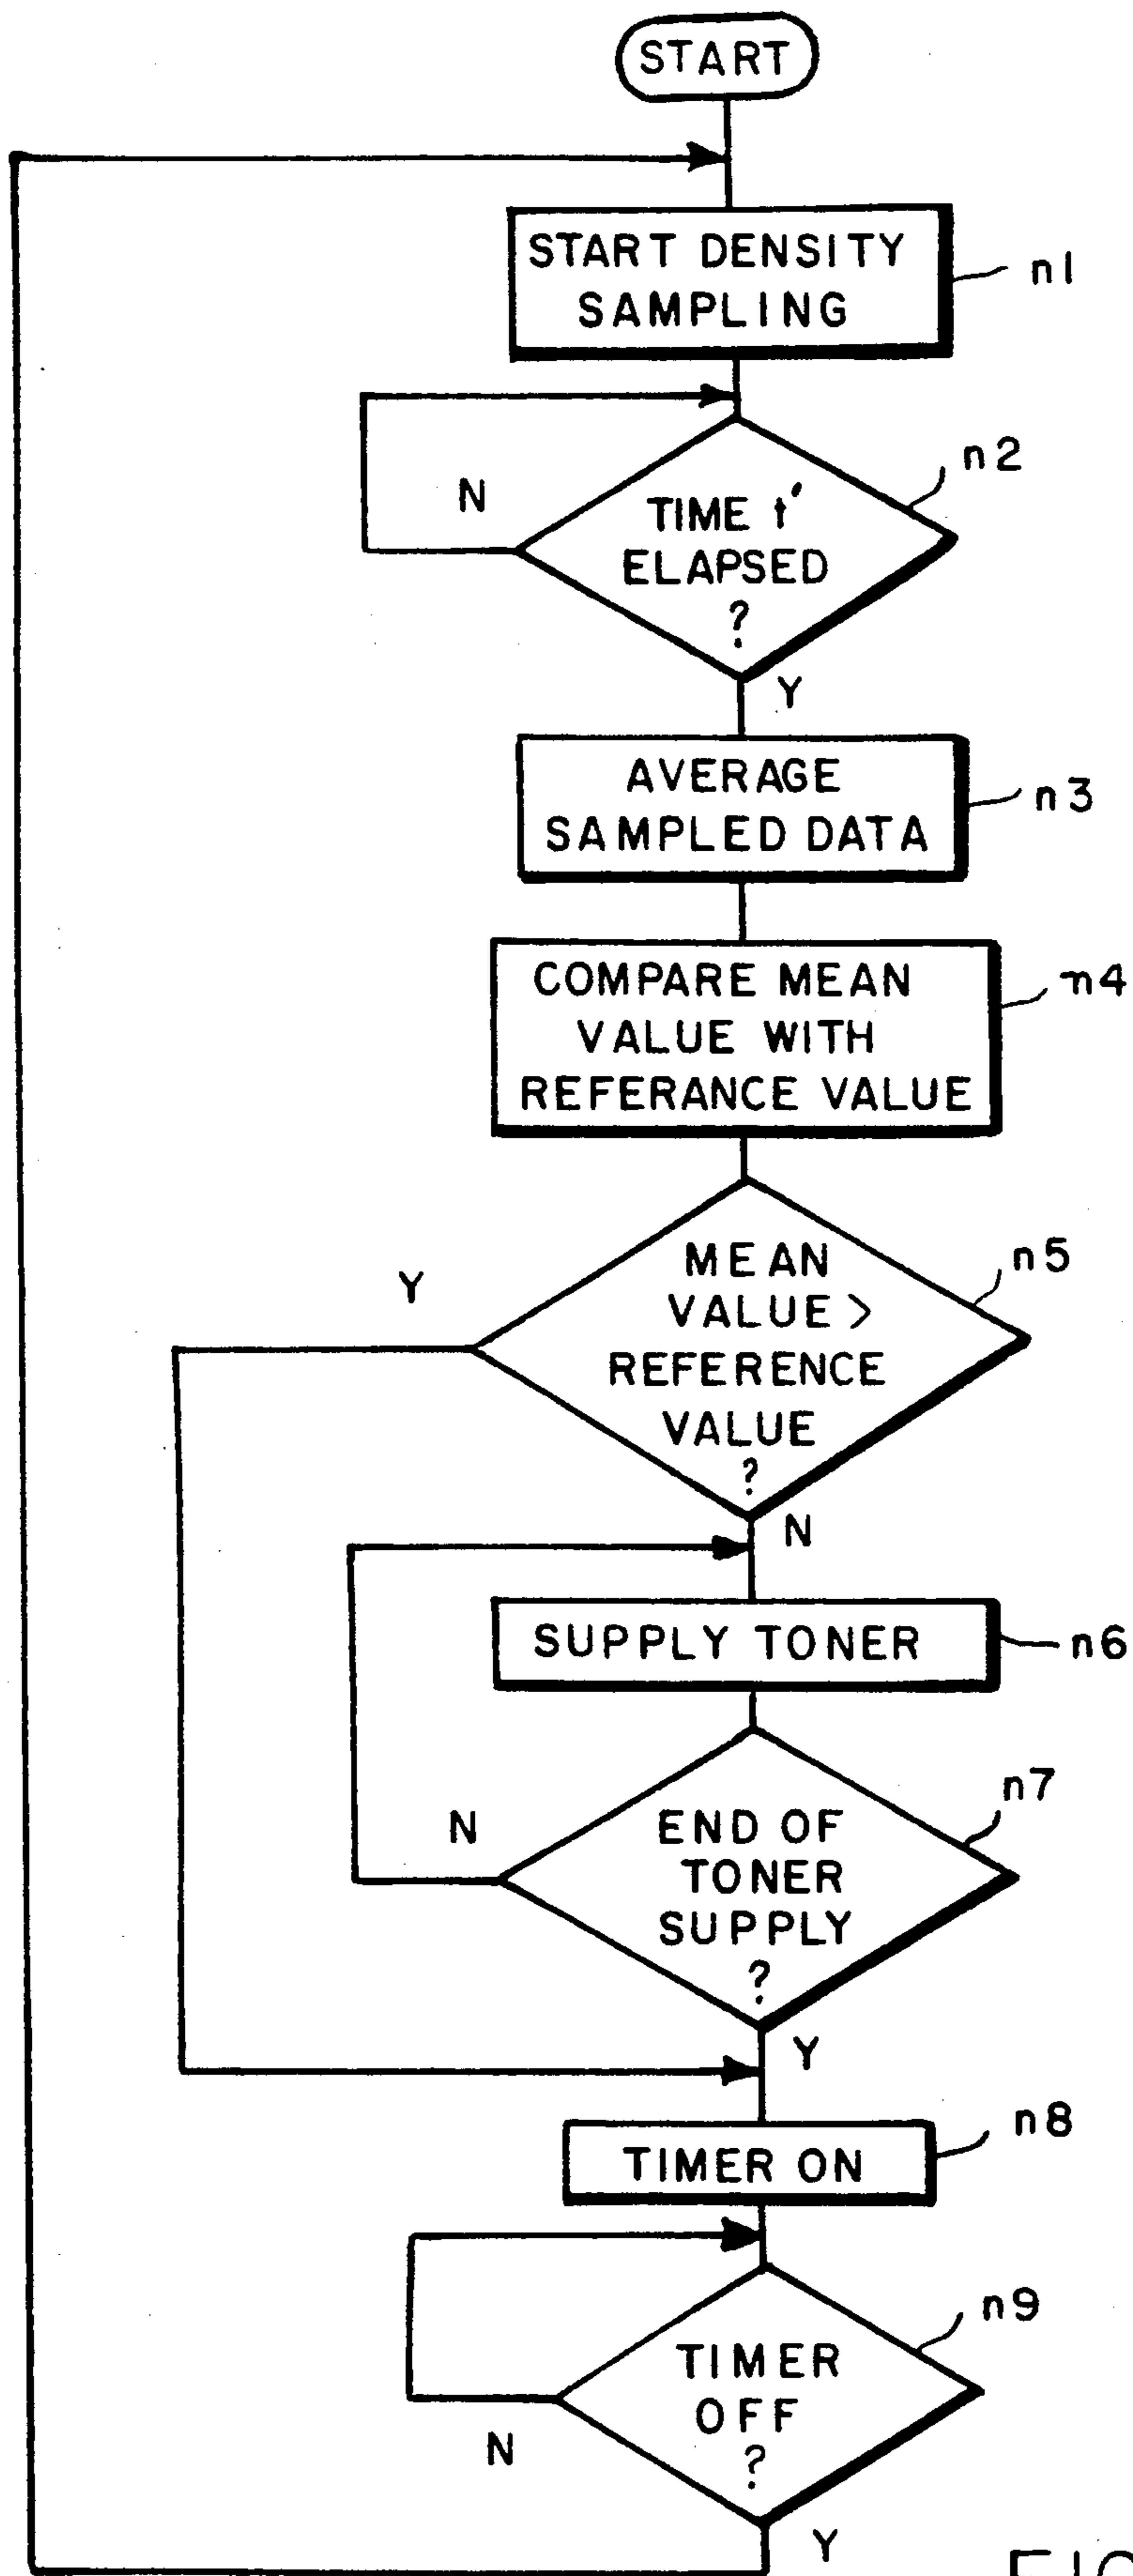 START
START DENSITY
SAMPLING
n1
N
n2
TIME t'
ELAPSED
?
Y
AVERAGE
SAMPLED DATA
n3
COMPARE MEAN
VALUE WITH
REFERANCE VALUE
n4
Y
MEAN
VALUE >
REFERENCE
VALUE
?
n5
N
SUPPLY TONER
n6
N
END OF
TONER
SUPPLY
?
n7
Y
TIMER ON
n8
TIMER
OFF
?
n9
N
Y
FIG